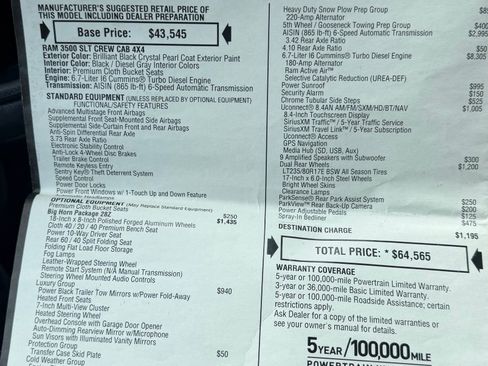 MANUFACTURER'S SUGGESTED RETAIL PRICE OF
THIS MODEL INCLUDING DEALER PREPARATION
Base Price: $43,545
RAM 3500 SLT CREW CAB 4X4
Exterior Color: Brilliant Black Crystal Pearl Coat Exterior Paint
Interior Color: Black / Diesel Gray Interior Colors
Interior: Premium Cloth Bucket Seats
Engine: 6.7-Liter I6 Cummins® Turbo Diesel Engine
Transmission: AISIN (865 lb-ft) 6-Speed Automatic Transmission
STANDARD EQUIPMENT (UNLESS REPLACED BY OPTIONAL EQUIPMENT)
FUNCTIONAL/SAFETY FEATURES
Advanced Multistage Front Airbags
Supplemental Front Seat-Mounted Side Airbags
Supplemental Side-Curtain Front and Rear Airbags
Anti-Spin Differential Rear Axle
3.73 Rear Axle Ratio
Electronic Stability Control
Anti-Lock 4-Wheel Disc Brakes
Trailer Brake Control
Remote Keyless Entry
Sentry Key® Theft Deterrent System
Speed Control
Power Door Locks
Power Front Windows w/ 1-Touch Up and Down Feature
OPTIONAL EQUIPMENT (May Replace Standard Equipment)
Premium Cloth Bucket Seats $250
Big Horn Package 28Z $1,435
18-Inch x 8-Inch Polished Forged Aluminum Wheels
Cloth 40 / 20 / 40 Premium Bench Seat
Power 10-Way Driver Seat
Rear 60 / 40 Split Folding Seat
Folding Flat Load Floor Storage
Fog Lamps
Leather-Wrapped Steering Wheel
Remote Start System (N/A Manual Transmission)
Steering Wheel Mounted Audio Controls
Luxury Group
Power Black Trailer Tow Mirrors w/Power Fold-Away $940
Heated Front Seats
7-Inch Multi-View Cluster
Heated Steering Wheel
Overhead Console with Garage Door Opener
Auto-Dimming Rearview Mirror w/Microphone
Sun Visors with Illuminated Vanity Mirrors
Protection Group
Transfer Case Skid Plate $50
Cold Weather Group
Heavy Duty Snow Plow Prep Group
220-Amp Alternator
5th Wheel / Gooseneck Towing Prep Group $400
AISIN (865 lb-ft) 6-Speed Automatic Transmission $2,995
3.42 Rear Axle Ratio
4.10 Rear Axle Ratio $50
6.7-Liter I6 Cummins® Turbo Diesel Engine $8,305
180-Amp Alternator
Ram Active Air™
Selective Catalytic Reduction (UREA-DEF)
Power Sunroof $995
Security Alarm $150
Chrome Tubular Side Steps $525
Uconnect® 8.4AN AM/FM/SXM/HD/BT/NAV $1,005
8.4-Inch Touchscreen Display
SiriusXM Traffic™ / 5-Year Traffic Service
SiriusXM Travel Link™ / 5-Year Subscription
Uconnect® Access
GPS Navigation
Media Hub (SD, USB, Aux)
9 Amplified Speakers with Subwoofer $300
Dual Rear Wheels $1,200
LT235/80R17E BSW All Season Tires
17-Inch x 6.0-Inch Steel Wheels
Bright Wheel Skins
Clearance Lamps
ParkSense® Rear Park Assist System $250
ParkView™ Rear Back-Up Camera $200
Power Adjustable Pedals $125
Spray-In Bedliner $475
DESTINATION CHARGE $1,195
TOTAL PRICE: * $64,565
WARRANTY COVERAGE
5-year or 100,000-mile Powertrain Limited Warranty.
3-year or 36,000-mile Basic Limited Warranty.
5-year or 100,000-mile Roadside Assistance; certain
restrictions apply.
Ask Dealer for a copy of the limited warranties or
see your owner's manual for details.
5 YEAR / 100,000 MILE